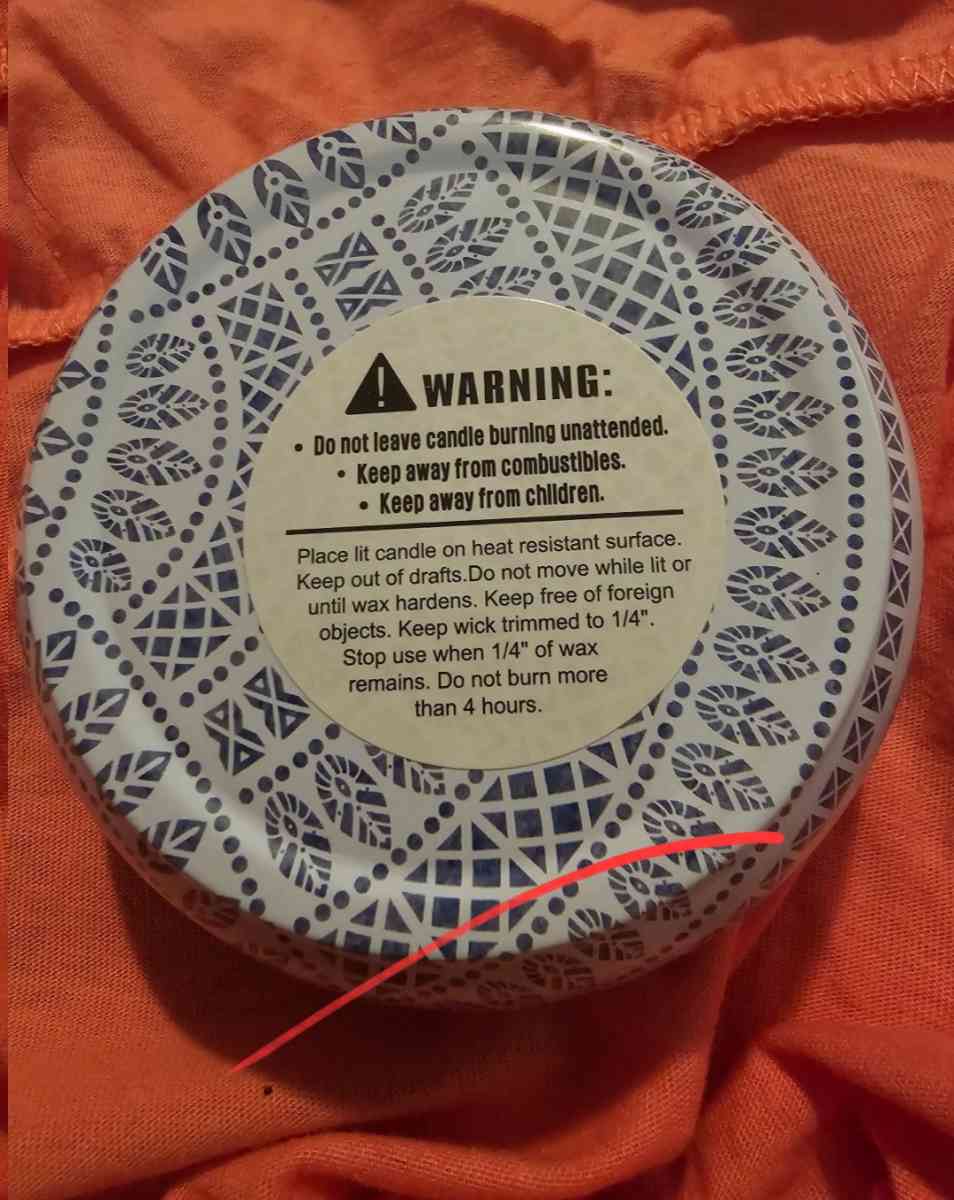 WARNING:
• Do not leave candle burning unattended.
• Keep away from combustibles.
• Keep away from children.
Place lit candle on heat resistant surface.
Keep out of drafts.Do not move while lit or
until wax hardens. Keep free of foreign
objects. Keep wick trimmed to 1/4".
Stop use when 1/4" of wax
remains. Do not burn more
than 4 hours.